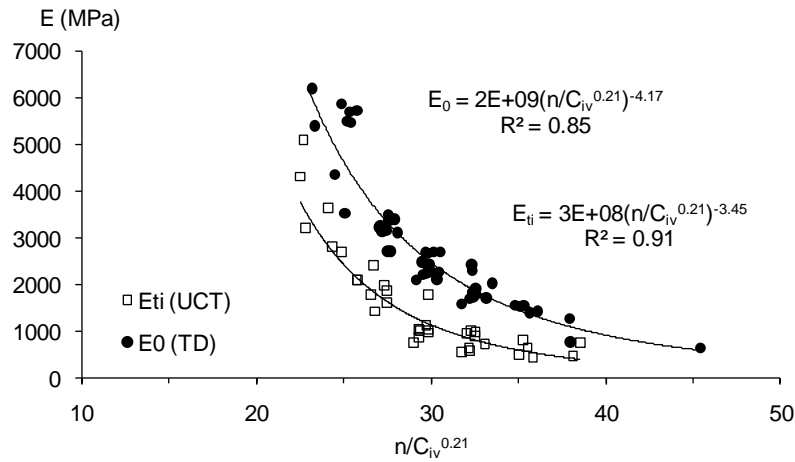 E (MPa)
7000
6000
5000
4000
3000
2000
1000
0
E₀ = 2E+09(n/Cᵢᵥ⁰·²¹)⁻⁴·¹⁷
R² = 0.85
Eₜᵢ = 3E+08(n/Cᵢᵥ⁰·²¹)⁻³·⁴⁵
R² = 0.91
Eti (UCT)
E0 (TD)
10 20 30 40 50
n/Cᵢᵥ⁰·²¹